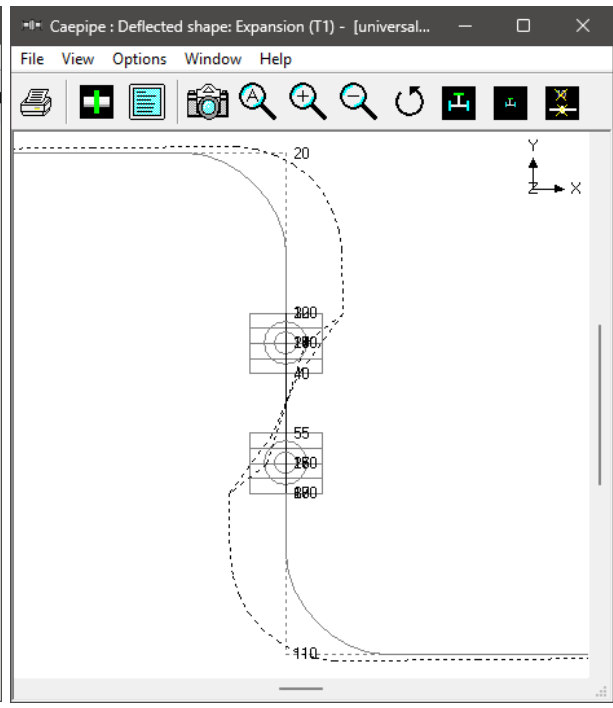 Caepipe : Deflected shape: Expansion (T1) - [universal...
File View Options Window Help
Y
Z X
20
40
55
110